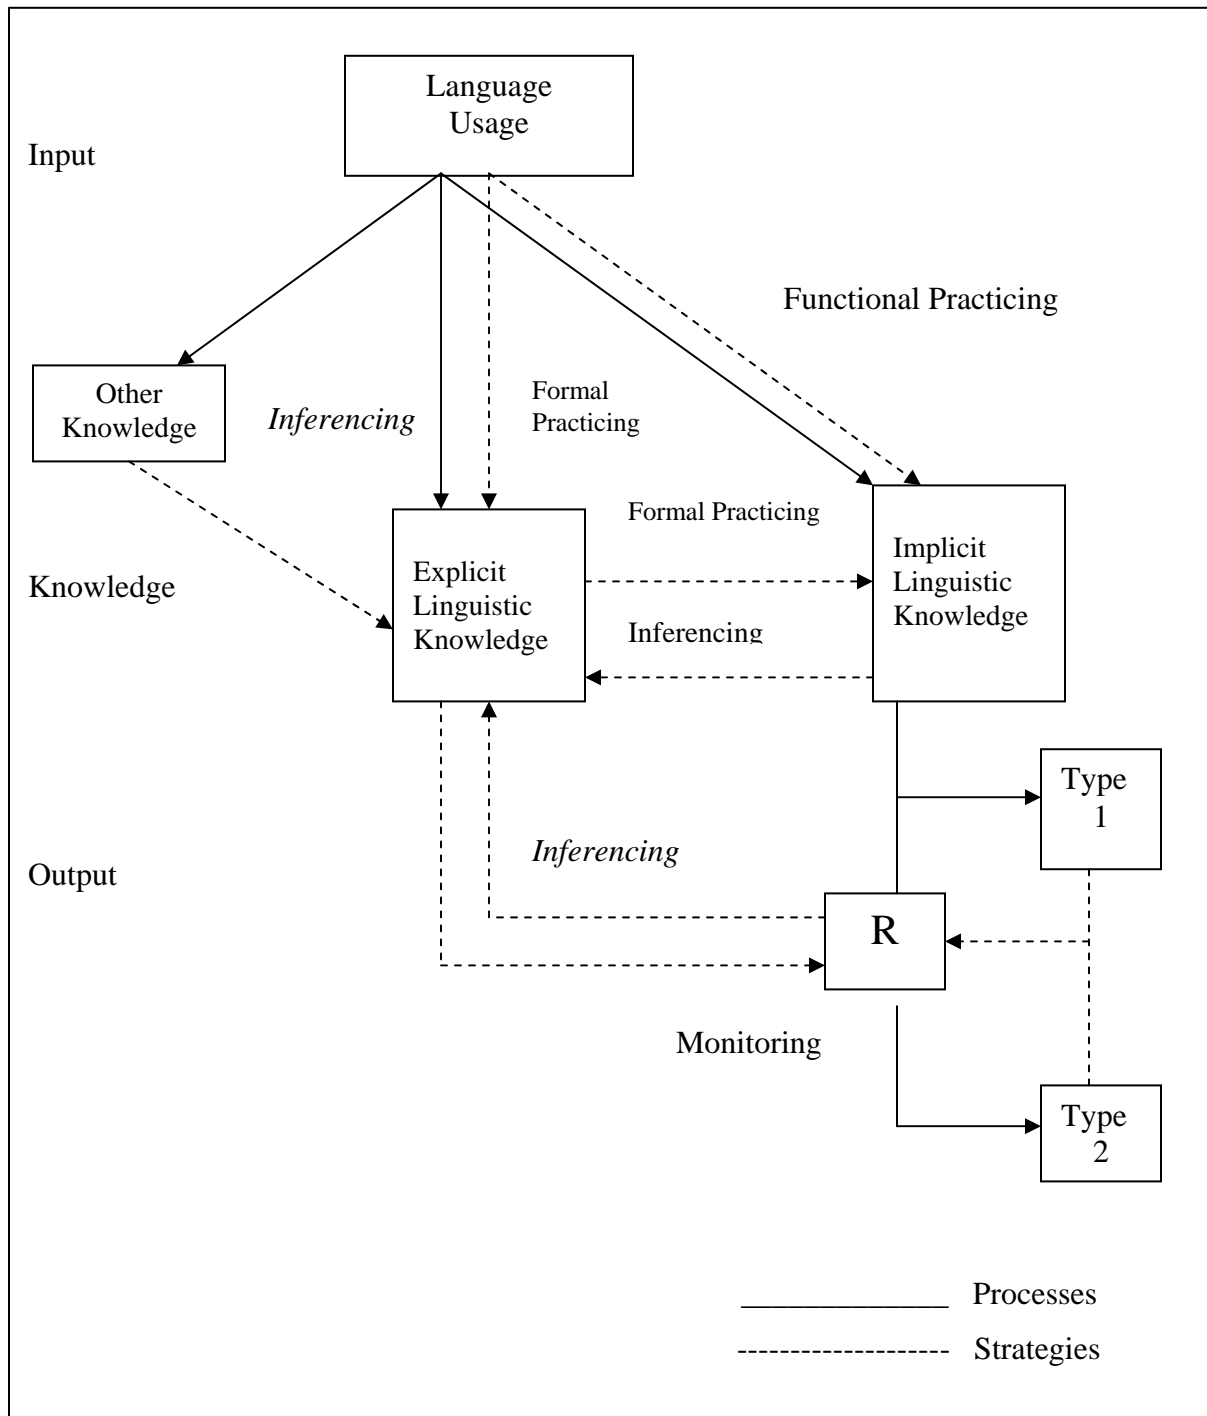 Language
Usage
Input
Functional Practicing
Other
Knowledge
Inferencing
Formal
Practicing
Formal Practicing
Explicit
Linguistic
Knowledge
Implicit
Linguistic
Knowledge
Knowledge
Inferencing
Type
1
Inferencing
Output
R
Monitoring
Type
2
Processes
Strategies